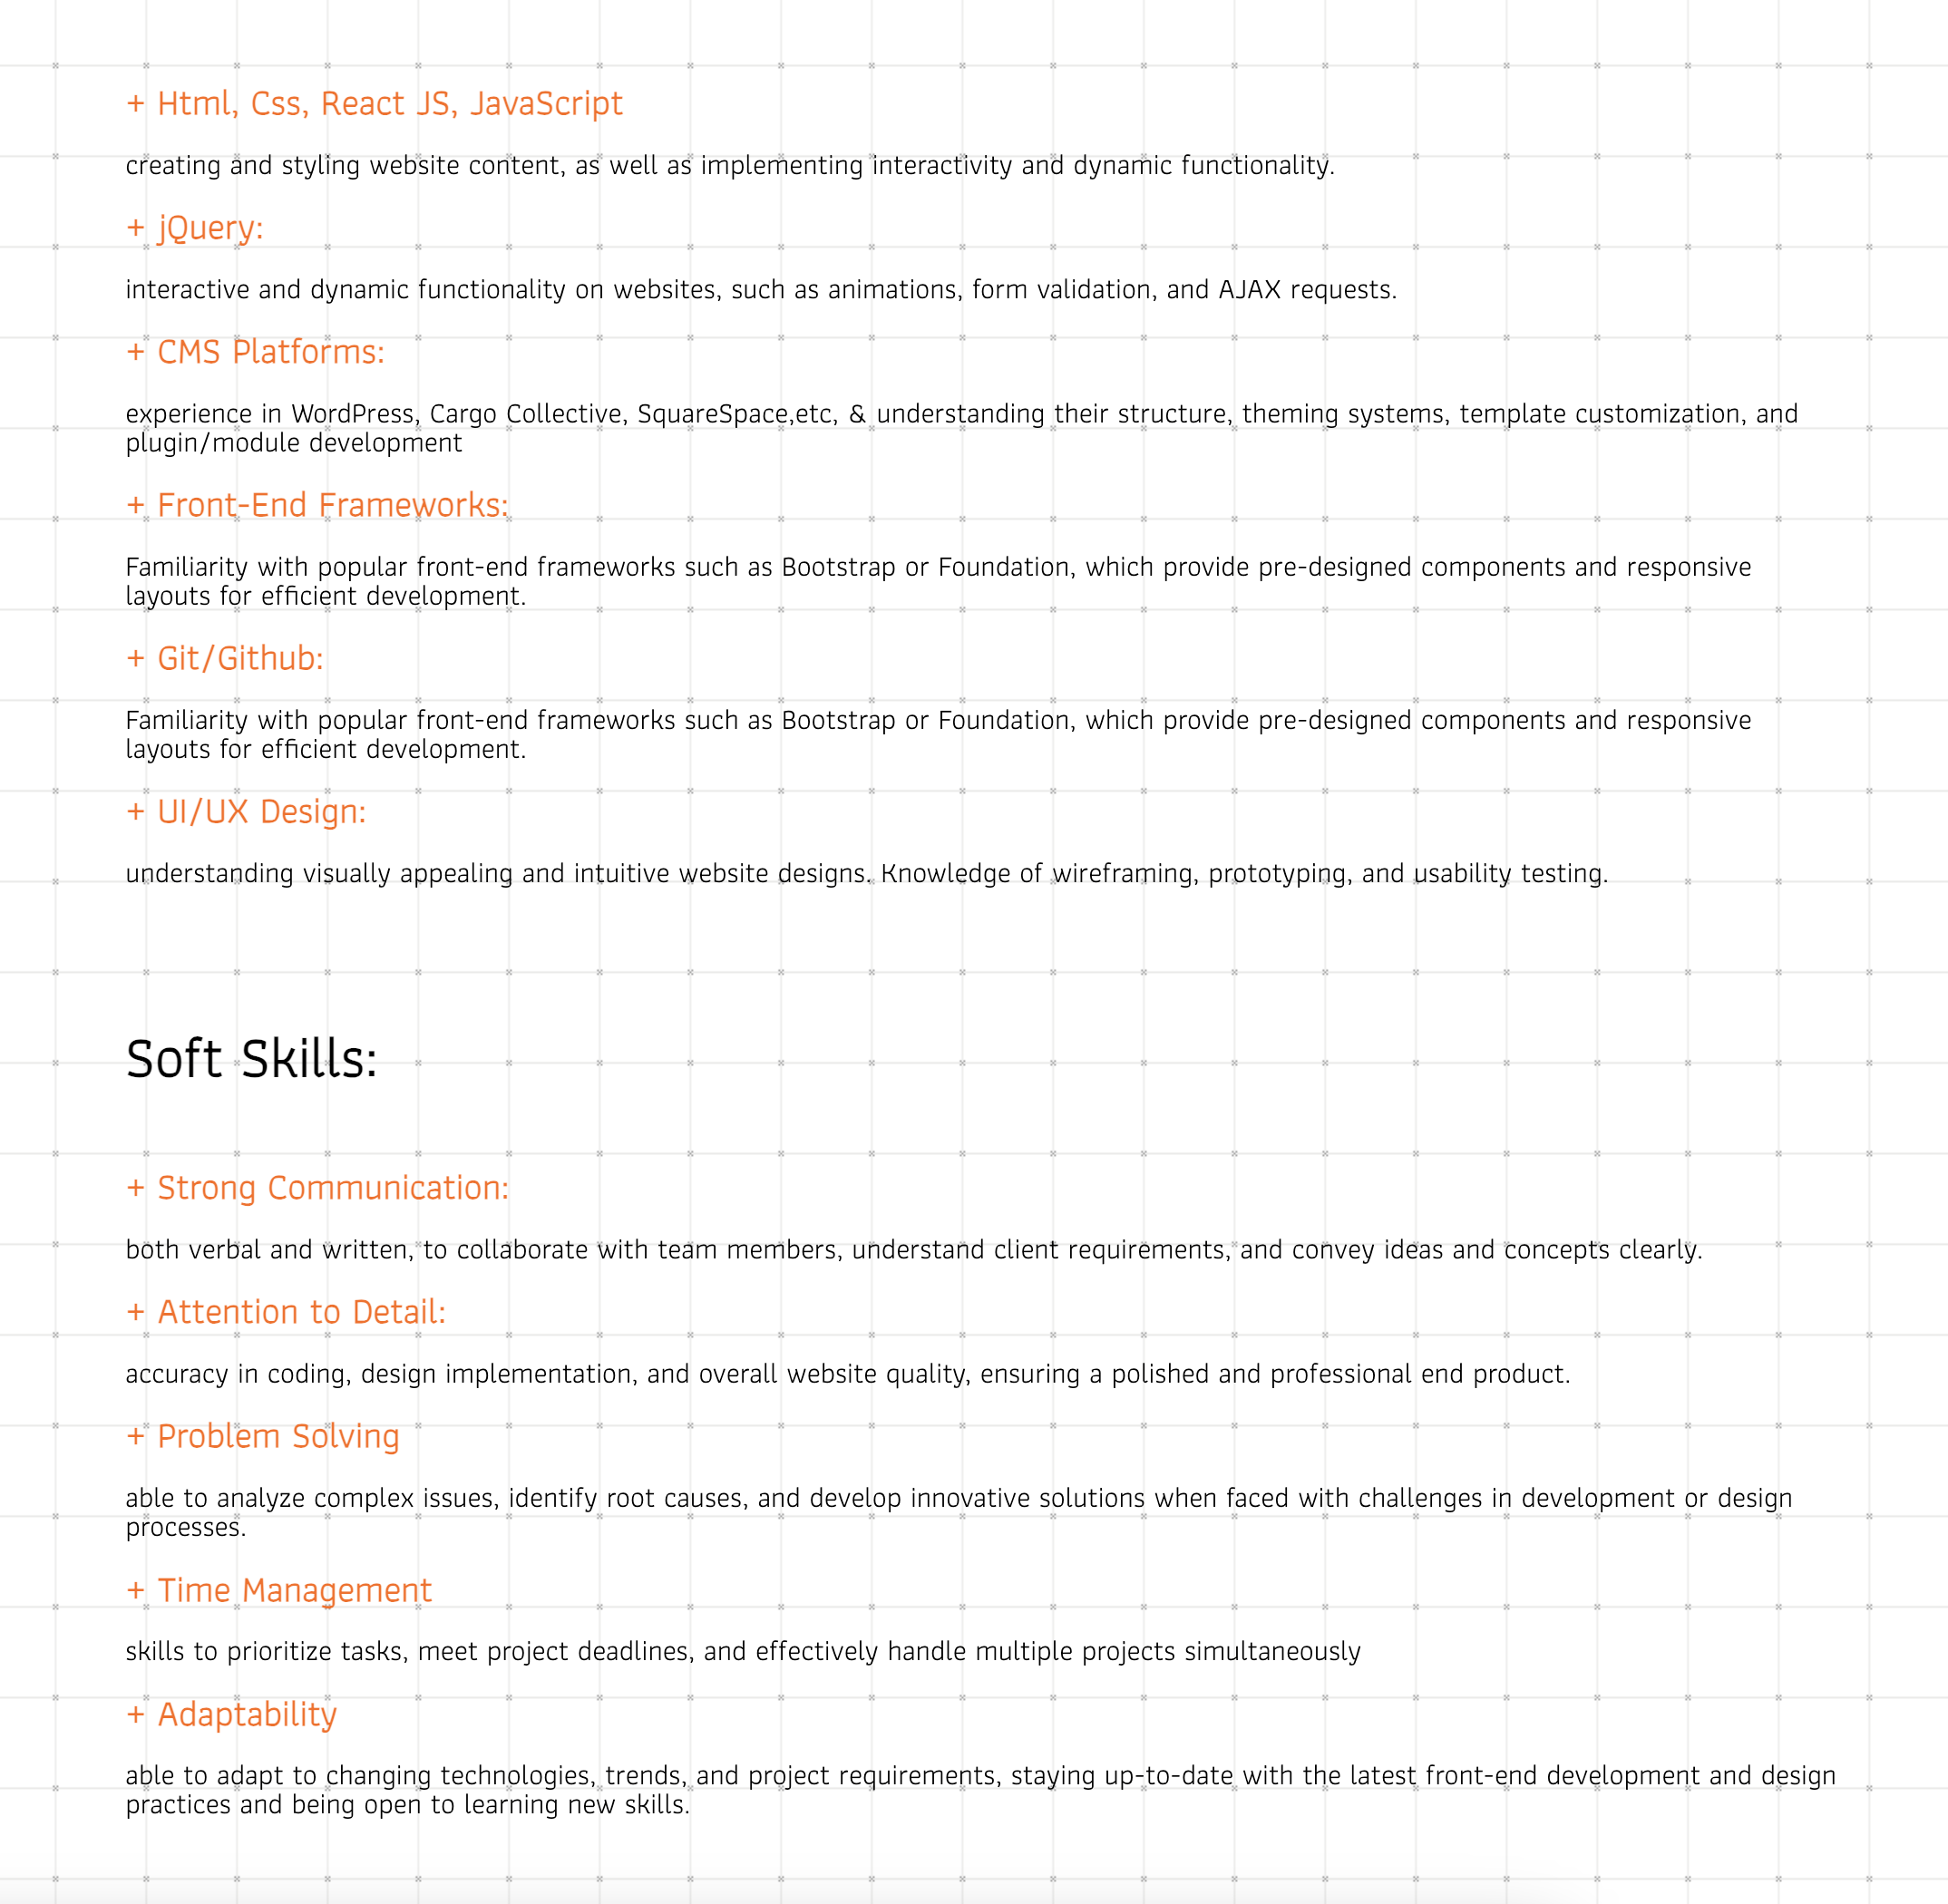 + Html, Css, React JS, JavaScript
creating and styling website content, as well as implementing interactivity and dynamic functionality.
+ jQuery:
interactive and dynamic functionality on websites, such as animations, form validation, and AJAX requests.
+ CMS Platforms:
experience in WordPress, Cargo Collective, SquareSpace,etc, & understanding their structure, theming systems, template customization, and
plugin/module development
+ Front-End Frameworks:
Familiarity with popular front-end frameworks such as Bootstrap or Foundation, which provide pre-designed components and responsive
layouts for efficient development.
+ Git/Github:
Familiarity with popular front-end frameworks such as Bootstrap or Foundation, which provide pre-designed components and responsive
layouts for efficient development.
+ UI/UX Design:
understanding visually appealing and intuitive website designs. Knowledge of wireframing, prototyping, and usability testing.
Soft Skills:
+ Strong Communication:
both verbal and written, to collaborate with team members, understand client requirements, and convey ideas and concepts clearly.
+ Attention to Detail:
accuracy in coding, design implementation, and overall website quality, ensuring a polished and professional end product.
+ Problem Solving
able to analyze complex issues, identify root causes, and develop innovative solutions when faced with challenges in development or design
processes.
+ Time Management
skills to prioritize tasks, meet project deadlines, and effectively handle multiple projects simultaneously
+ Adaptability
able to adapt to changing technologies, trends, and project requirements, staying up-to-date with the latest front-end development and design
practices and being open to learning new skills.